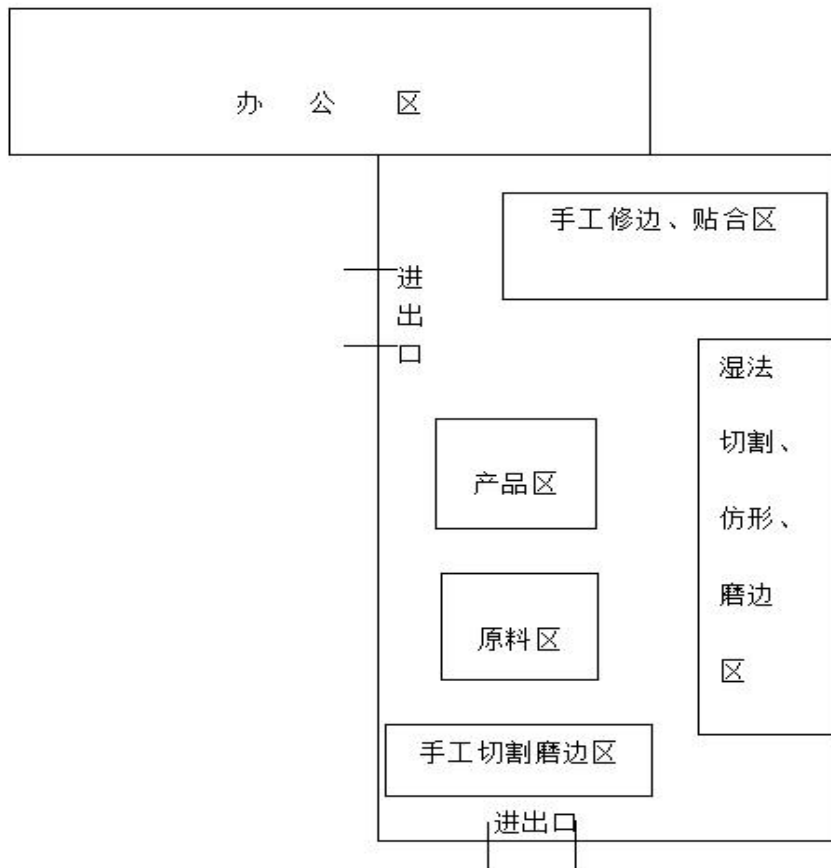 办 公 区
手工修边、贴合区
进
出
口
湿法
切割、
仿形、
磨边
区
产品区
原料区
手工切割磨边区
进出口